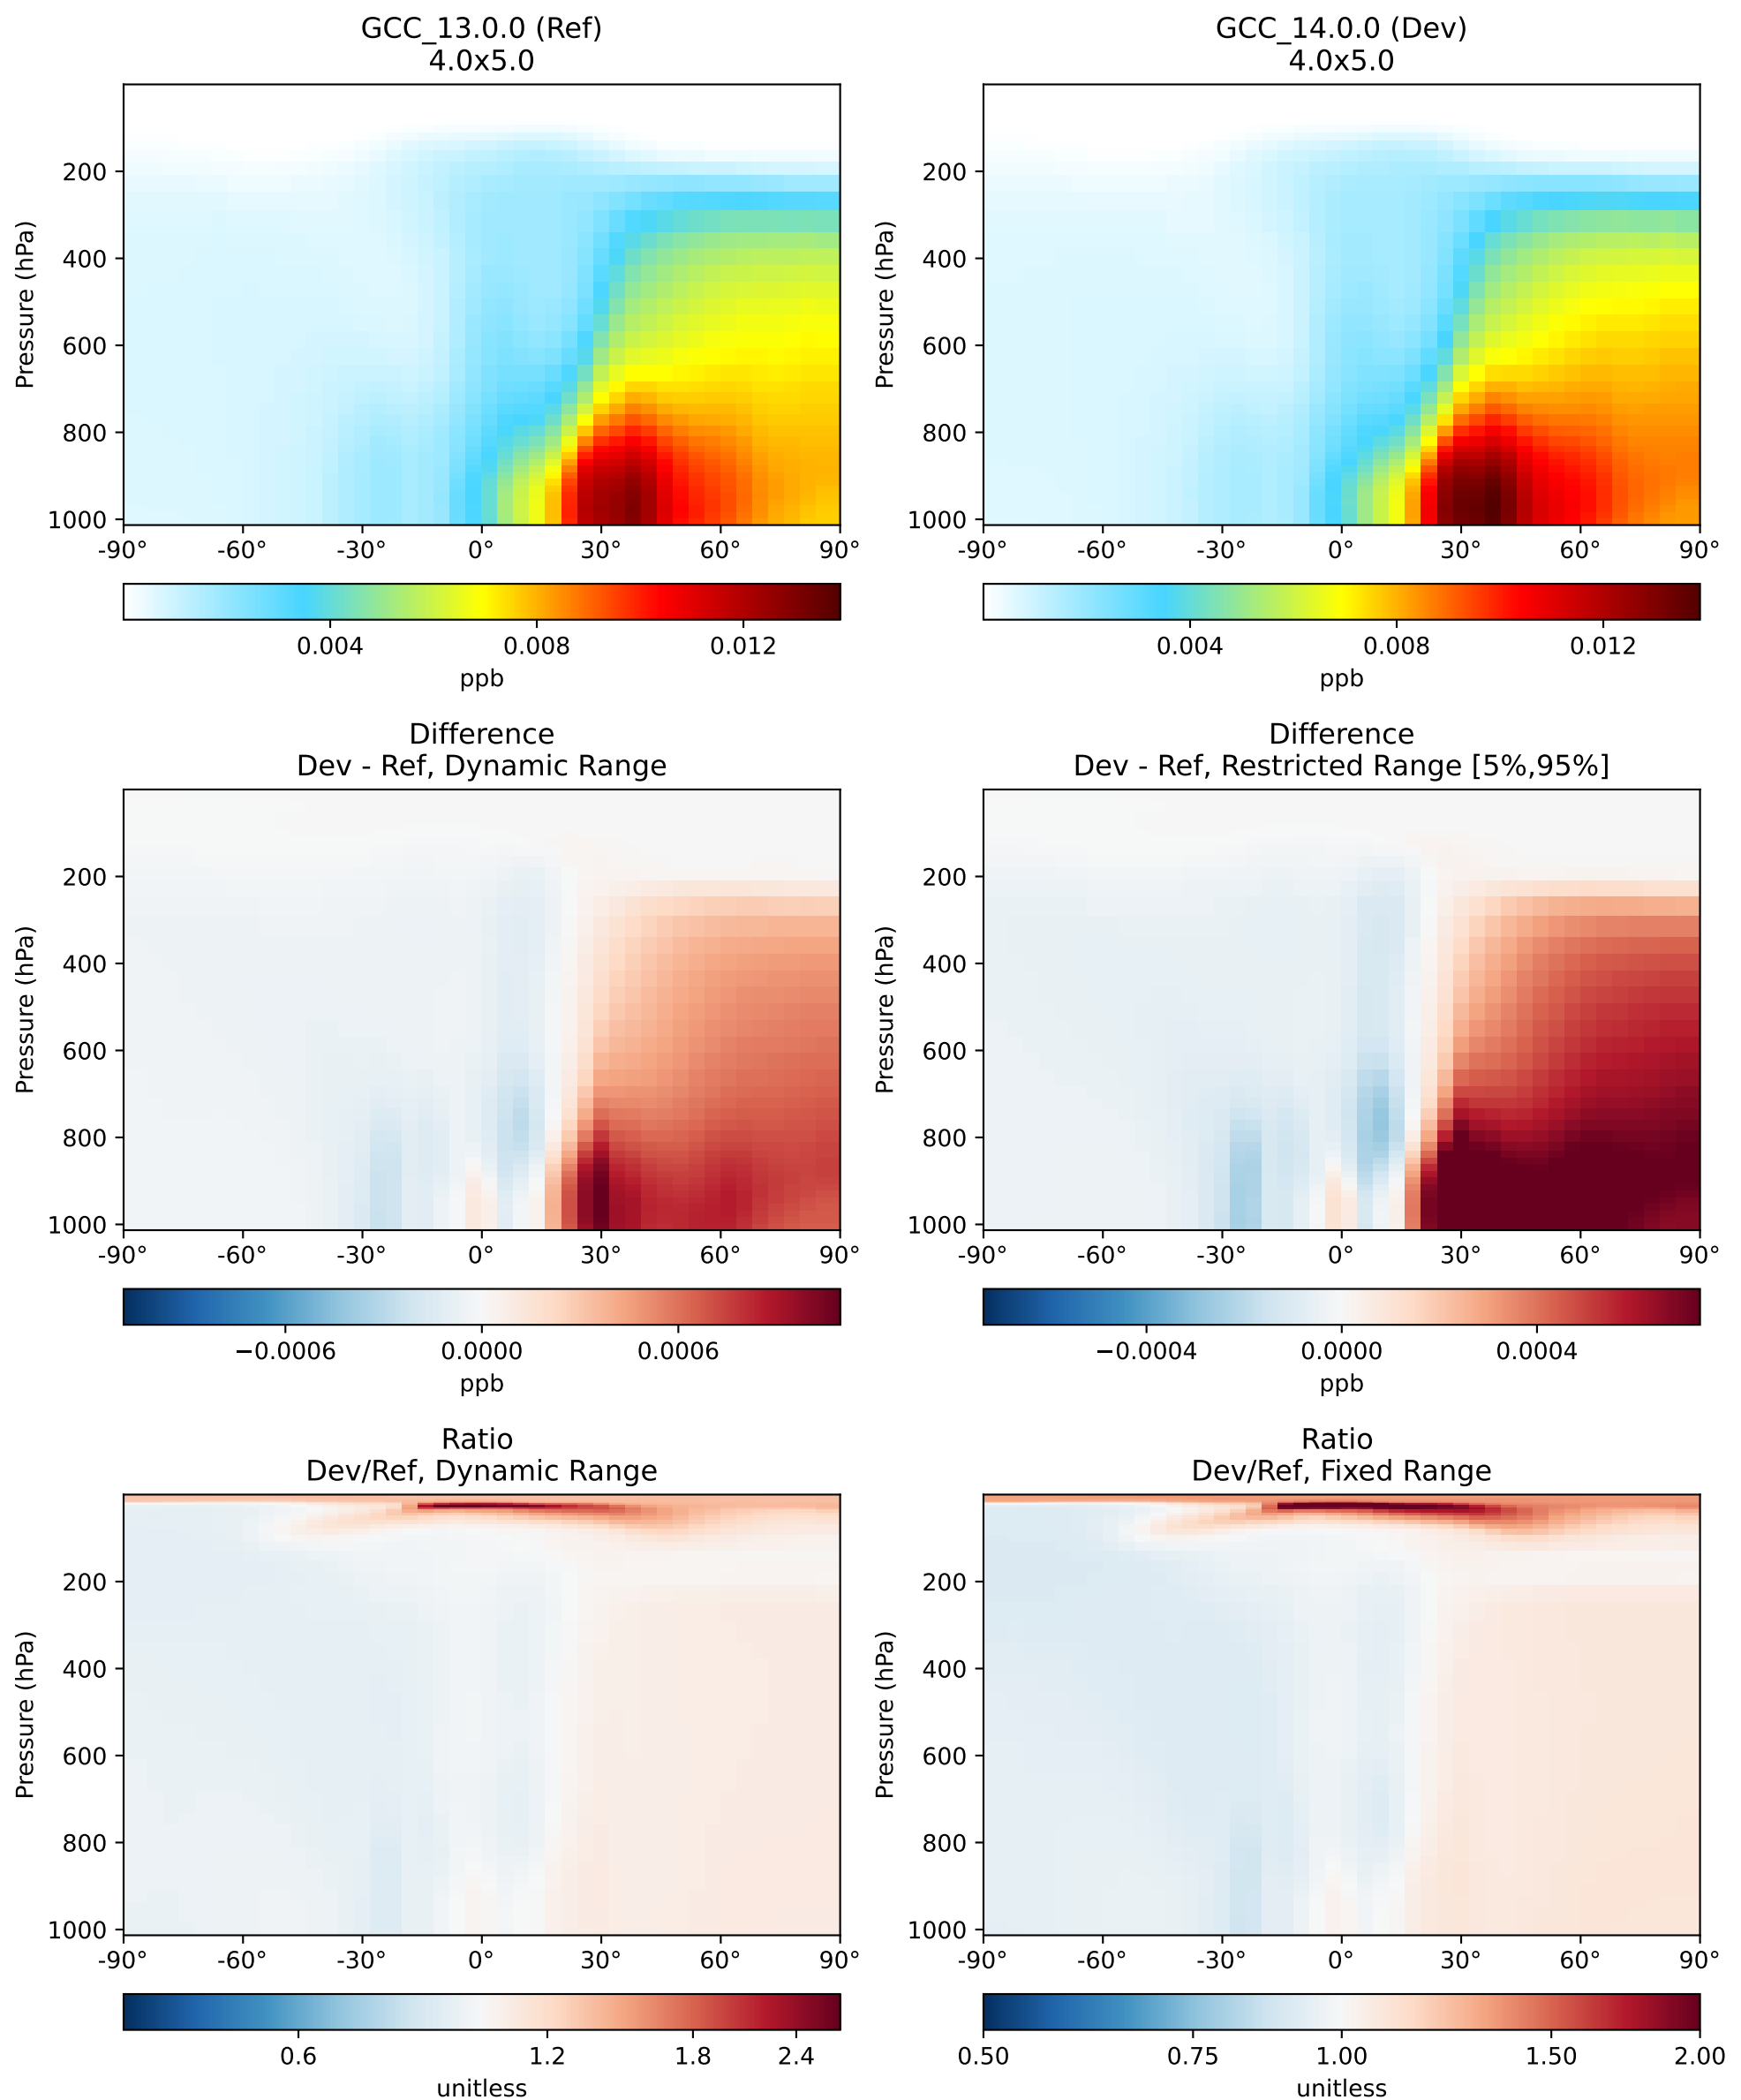 GCC_13.0.0 (Ref)
4.0x5.0
Pressure (hPa)
200
400
600
800
1000
-90° -60° -30° 0° 30° 60° 90°
0.004 0.008 0.012
ppb
GCC_14.0.0 (Dev)
4.0x5.0
Pressure (hPa)
200
400
600
800
1000
-90° -60° -30° 0° 30° 60° 90°
0.004 0.008 0.012
ppb
Difference
Dev - Ref, Dynamic Range
Pressure (hPa)
200
400
600
800
1000
-90° -60° -30° 0° 30° 60° 90°
−0.0006 0.0000 0.0006
ppb
Difference
Dev - Ref, Restricted Range [5%,95%]
Pressure (hPa)
200
400
600
800
1000
-90° -60° -30° 0° 30° 60° 90°
−0.0004 0.0000 0.0004
ppb
Ratio
Dev/Ref, Dynamic Range
Pressure (hPa)
200
400
600
800
1000
-90° -60° -30° 0° 30° 60° 90°
0.6 1.2 1.8 2.4
unitless
Ratio
Dev/Ref, Fixed Range
Pressure (hPa)
200
400
600
800
1000
-90° -60° -30° 0° 30° 60° 90°
0.50 0.75 1.00 1.50 2.00
unitless